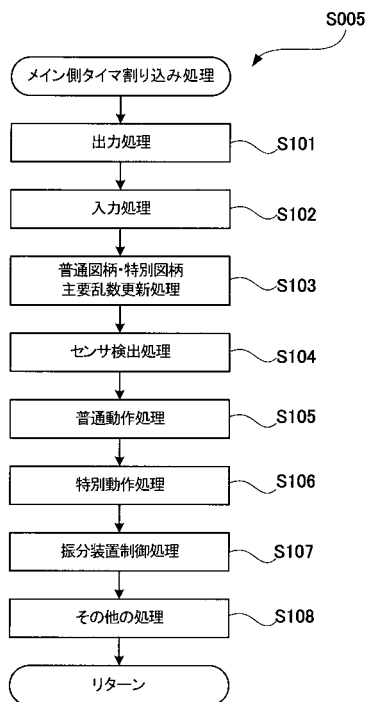 S005
メイン側タイマ割り込み処理
出力処理
S101
入力処理
S102
普通図柄・特別図柄
主要乱数更新処理
S103
センサ検出処理
S104
普通動作処理
S105
特別動作処理
S106
振分装置制御処理
S107
その他の処理
S108
リターン